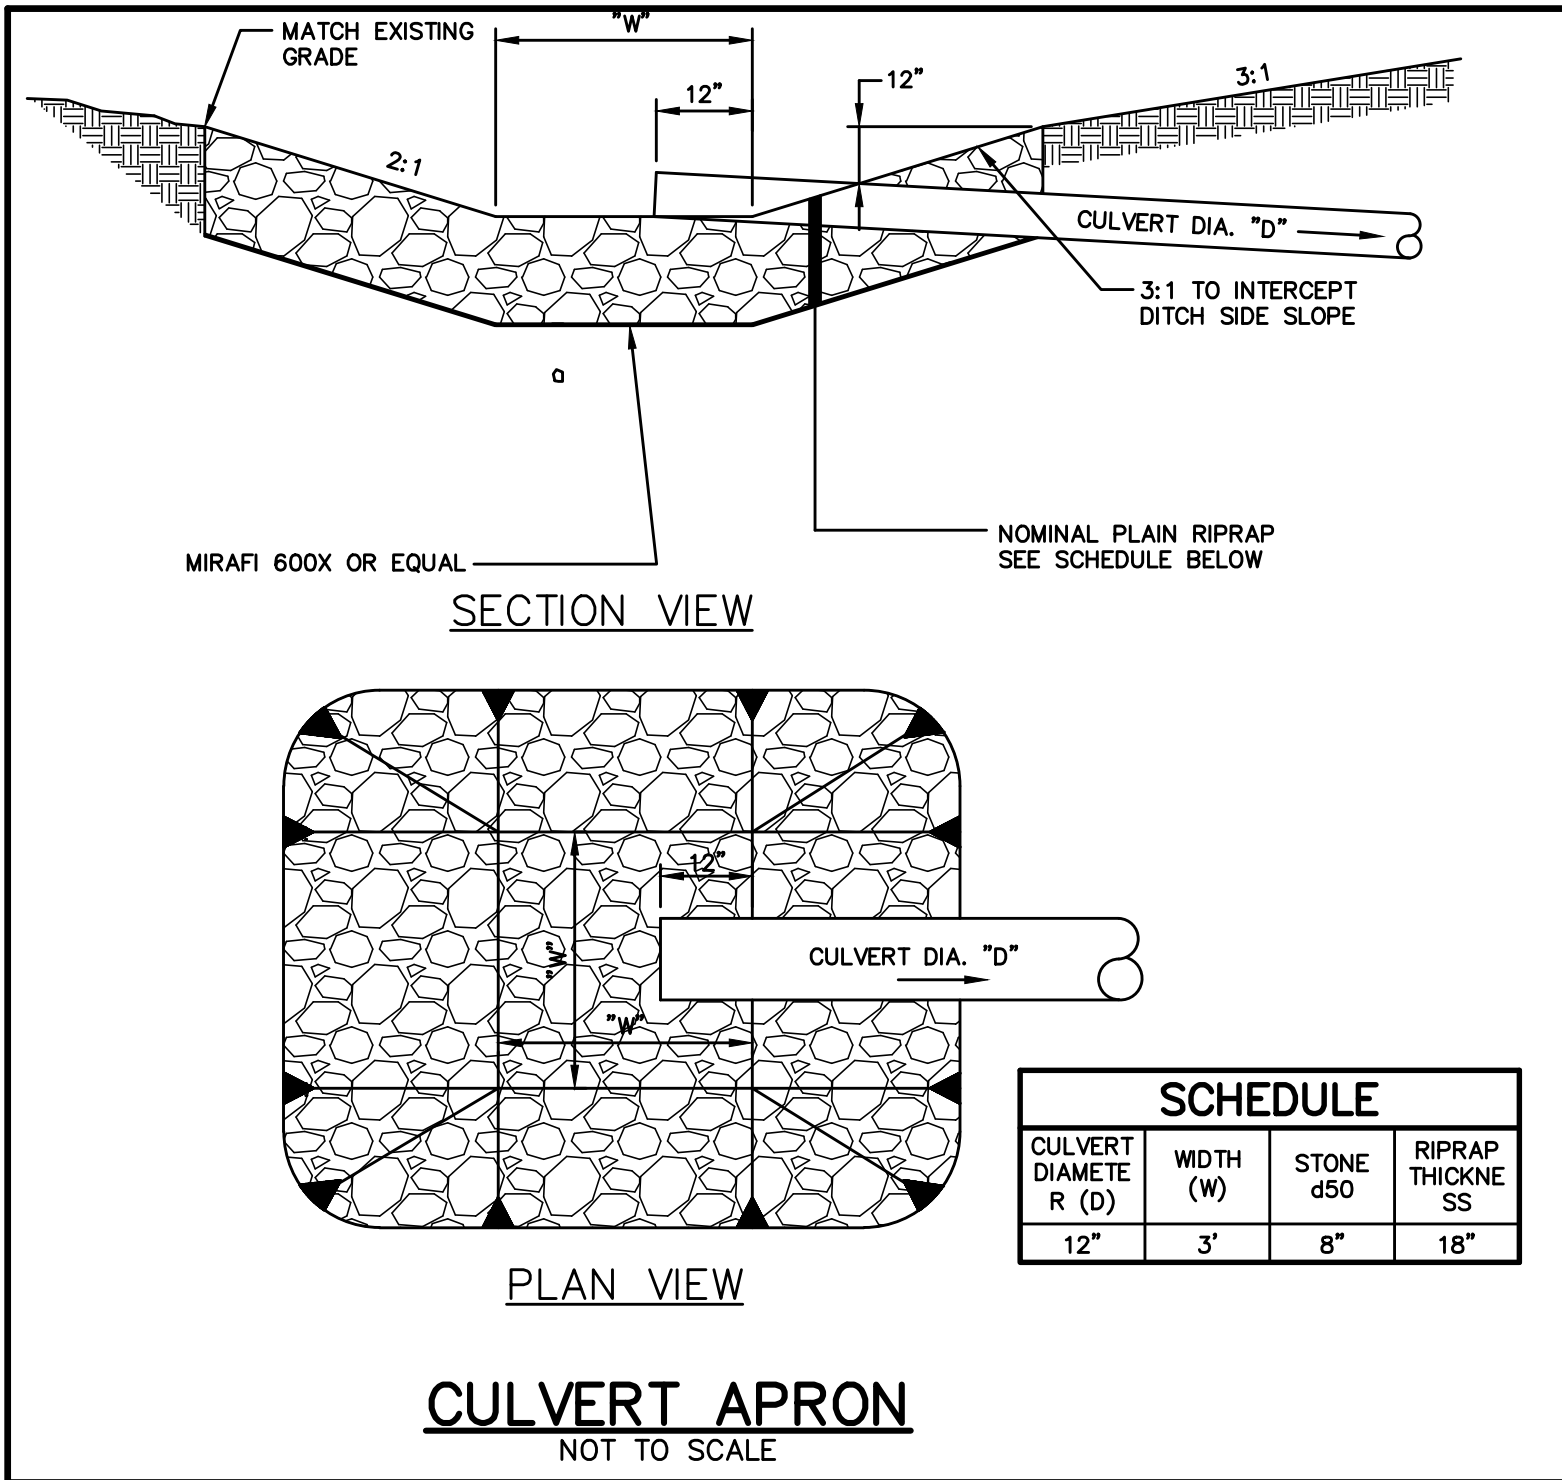 MATCH EXISTING
GRADE
"W"
12"
12"
3:1
2:1
CULVERT DIA. "D"
3:1 TO INTERCEPT
DITCH SIDE SLOPE
NOMINAL PLAIN RIPRAP
SEE SCHEDULE BELOW
MIRAFI 600X OR EQUAL
SECTION VIEW
12"
"W"
CULVERT DIA. "D"
"W"
PLAN VIEW
SCHEDULE
CULVERT
DIAMETE
R (D)
WIDTH
(W)
STONE
d50
RIPRAP
THICKNE
SS
12"
3'
8"
18"
CULVERT APRON
NOT TO SCALE